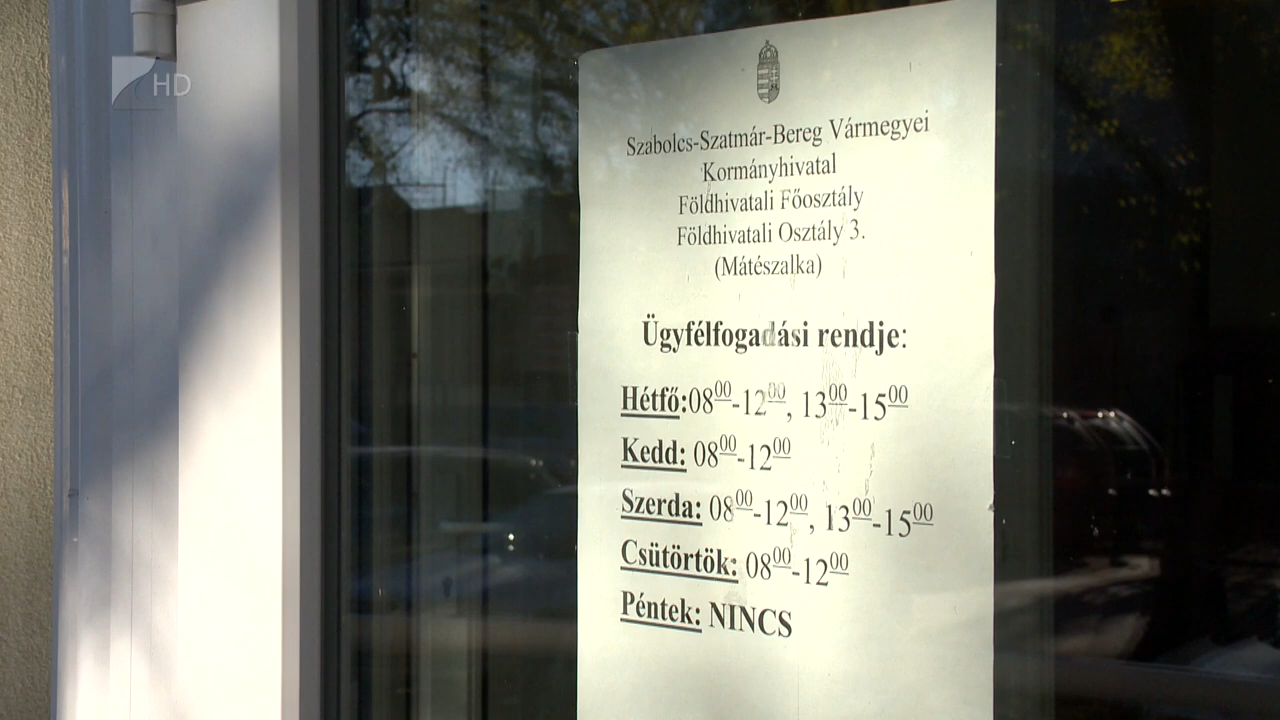 HD
Szabolcs-Szatmár-Bereg Vármegyei
Kormányhivatal
Földhivatali Főosztály
Földhivatali Osztály 3.
(Mátészalka)
Ügyfélfogadási rendje:
Hétfő:08⁰⁰-12⁰⁰, 13⁰⁰-15⁰⁰
Kedd: 08⁰⁰-12⁰⁰
Szerda: 08⁰⁰-12⁰⁰, 13⁰⁰-15⁰⁰
Csütörtök: 08⁰⁰-12⁰⁰
Péntek: NINCS